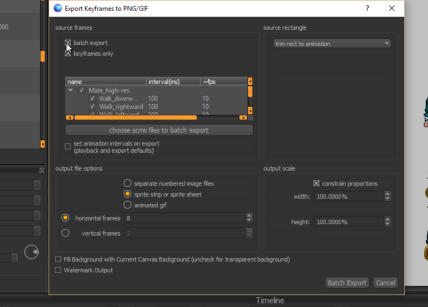 Export Keyframes to PNG/GIF
source frames
source rectangle
batch export
keyframes only
trim rect to animation
name interval(ms) ~fps
Male_high-res
Walk_downw... 100 10
Walk_rightward 100 10
Walk_leftward 100 10
choose scml files to batch export
set animation intervals on export
(playback and export defaults)
output file options
output scale
separate numbered image files
sprite strip or sprite sheet
animated gif
constrain proportions
width: 100.0000%
horizontal frames 8
height: 100.0000%
vertical frames
Fill Background with Current Canvas Background (uncheck for transparent background)
Watermark Output
Batch Export Cancel
Timeline